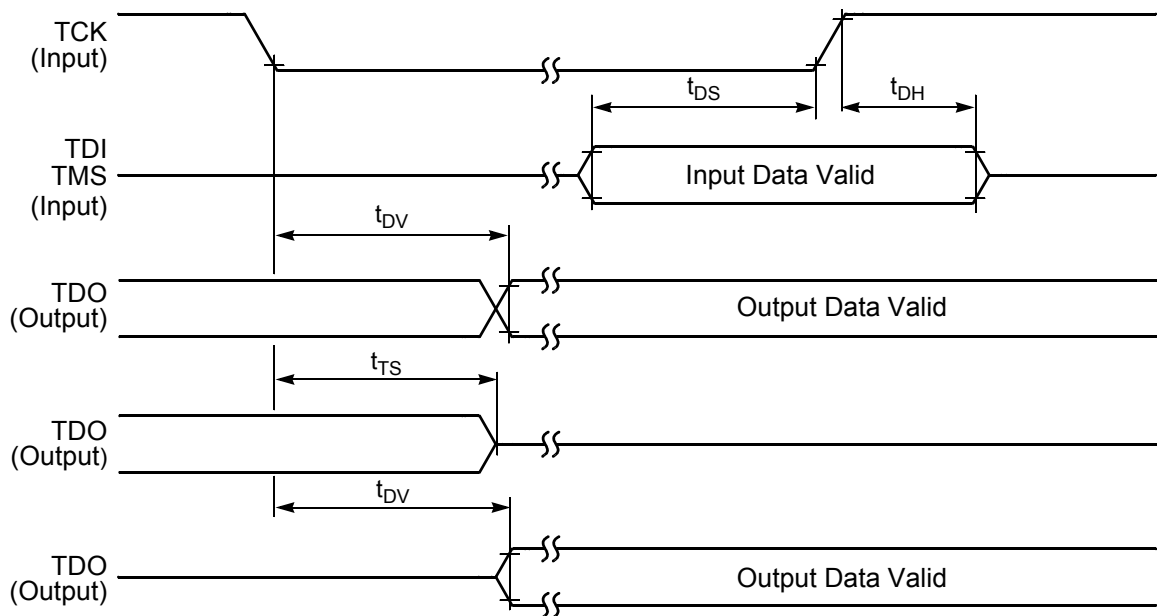 TCK
(Input)
tDS
tDH
TDI
TMS
(Input)
Input Data Valid
tDV
TDO
(Output)
Output Data Valid
tTS
TDO
(Output)
tDV
TDO
(Output)
Output Data Valid